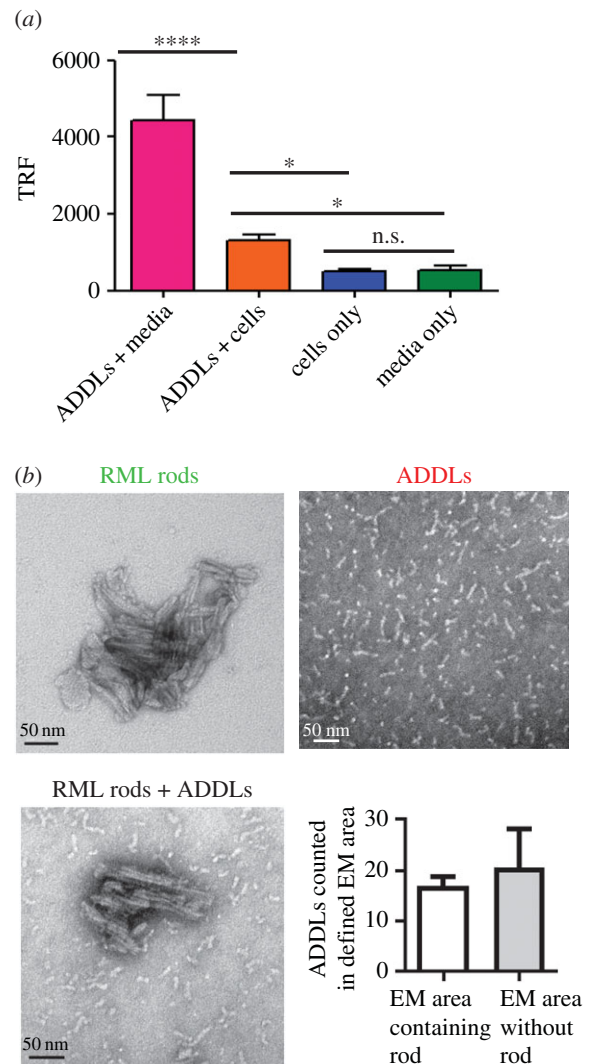 (a)
****
6000
4000
2000
0
TRF
*
*
n.s.
ADDLs + media
ADDLs + cells
cells only
media only
(b)
RML rods
ADDLs
50 nm
50 nm
RML rods + ADDLs
50 nm
ADDLs counted
in defined EM area
30
20
10
0
EM area
containing
rod
EM area
without
rod